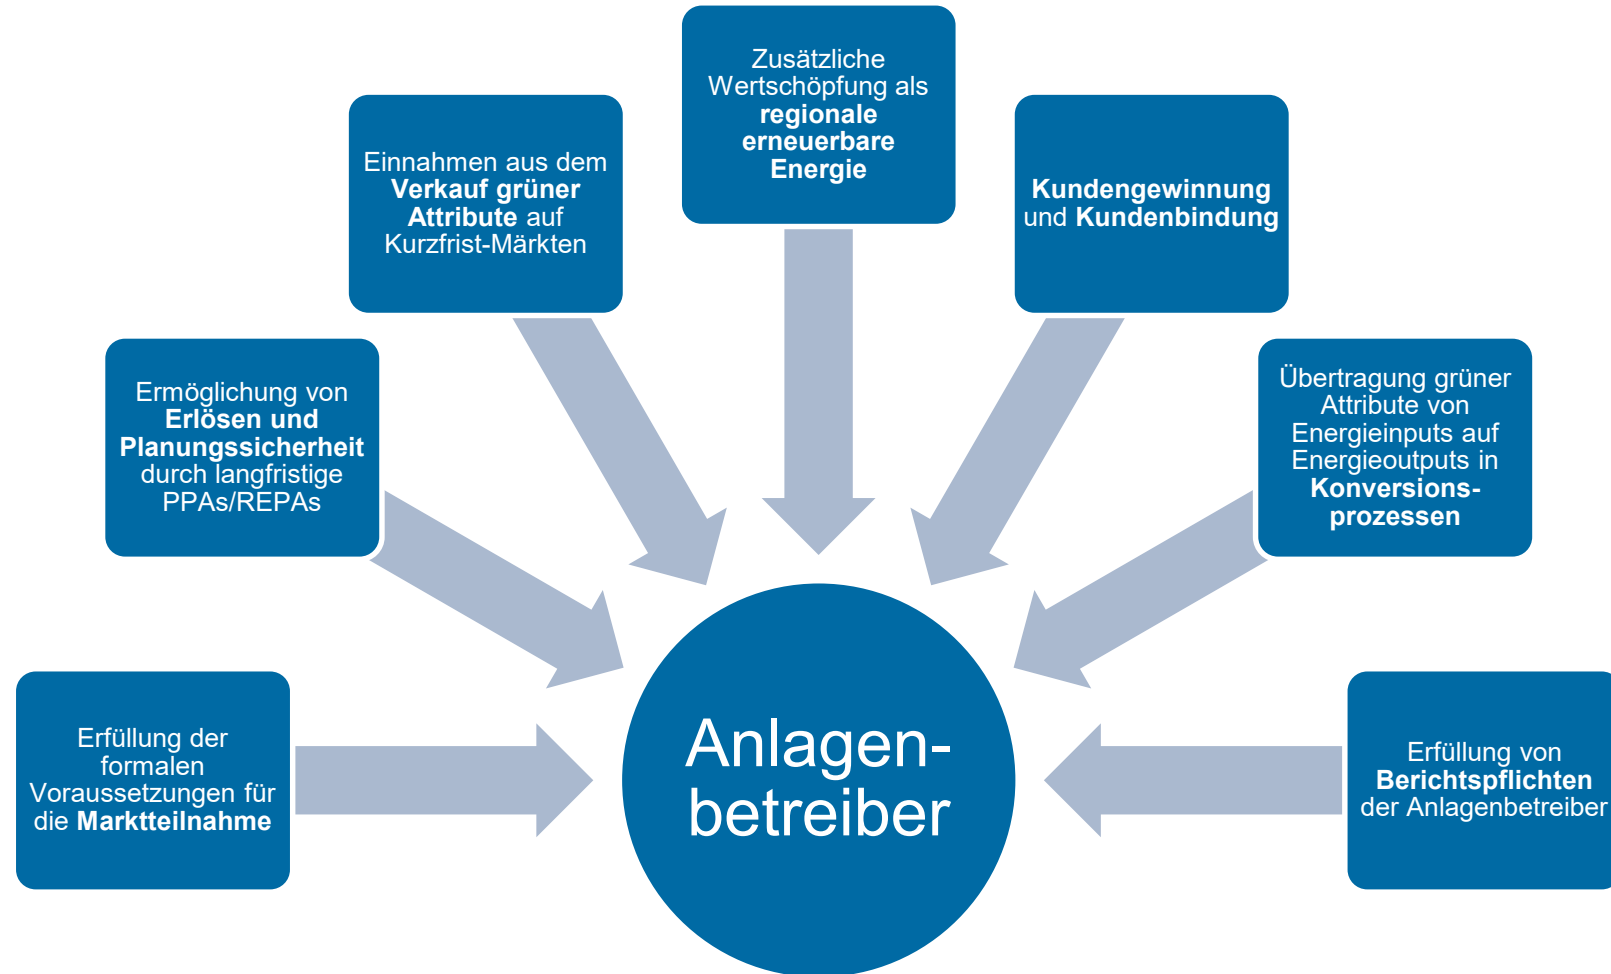 Zusätzliche
Wertschöpfung als
regionale
erneuerbare
Energie
Einnahmen aus dem
Verkauf grüner
Attribute auf
Kurzfrist-Märkten
Kundengewinnung
und Kundenbindung
Ermöglichung von
Erlösen und
Planungssicherheit
durch langfristige
PPAs/REPAs
Übertragung grüner
Attribute von
Energieinputs auf
Energieoutputs in
Konversions-
prozessen
Erfüllung der
formalen
Voraussetzungen für
die Marktteilnahme
Anlagen-
betreiber
Erfüllung von
Berichtspflichten
der Anlagenbetreiber